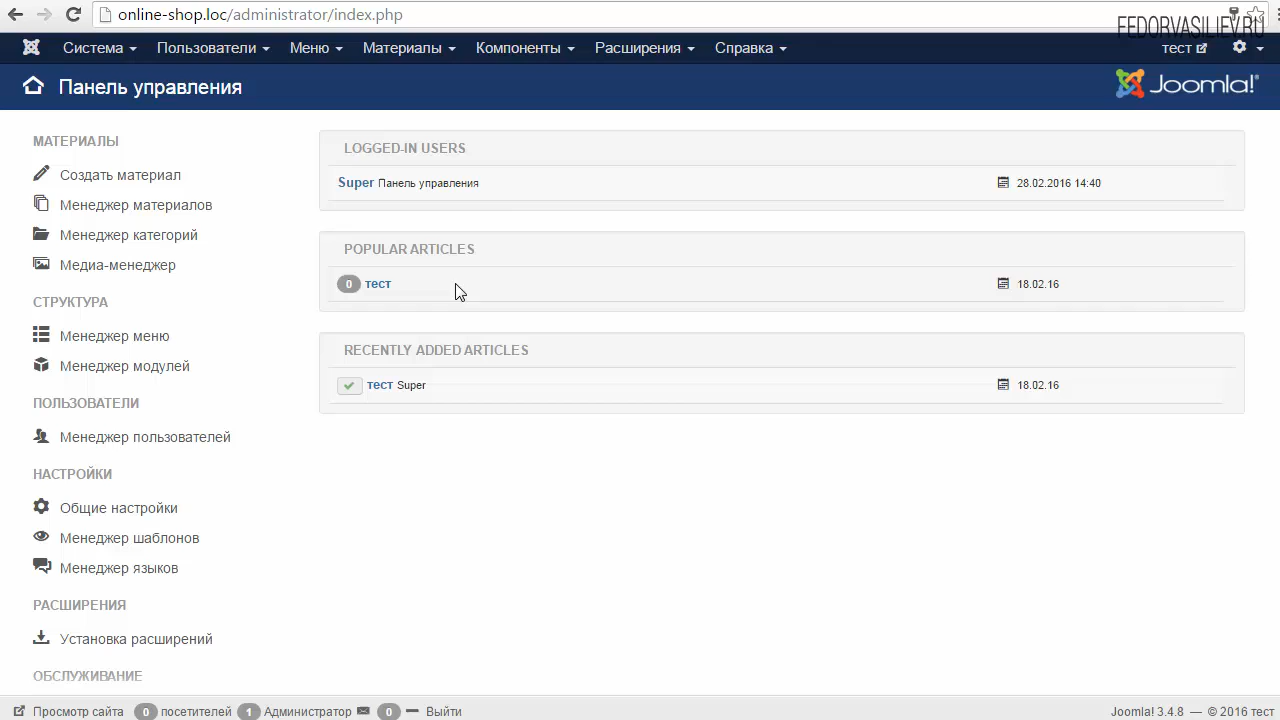 online-shop.loc/administrator/index.php
FEDORVASILIEV.RU
Система Пользователи Меню Материалы Компоненты Расширения Справка тест
Панель управления
Joomla!®
МАТЕРИАЛЫ
Создать материал
Менеджер материалов
Менеджер категорий
Медиа-менеджер
СТРУКТУРА
Менеджер меню
Менеджер модулей
ПОЛЬЗОВАТЕЛИ
Менеджер пользователей
НАСТРОЙКИ
Общие настройки
Менеджер шаблонов
Менеджер языков
РАСШИРЕНИЯ
Установка расширений
ОБСЛУЖИВАНИЕ
LOGGED-IN USERS
Super Панель управления 28.02.2016 14:40
POPULAR ARTICLES
0 тест 18.02.16
RECENTLY ADDED ARTICLES
тест Super 18.02.16
Просмотр сайта 0 посетителей 1 Администратор 0 Выйти Joomla! 3.4.8 — © 2016 тест